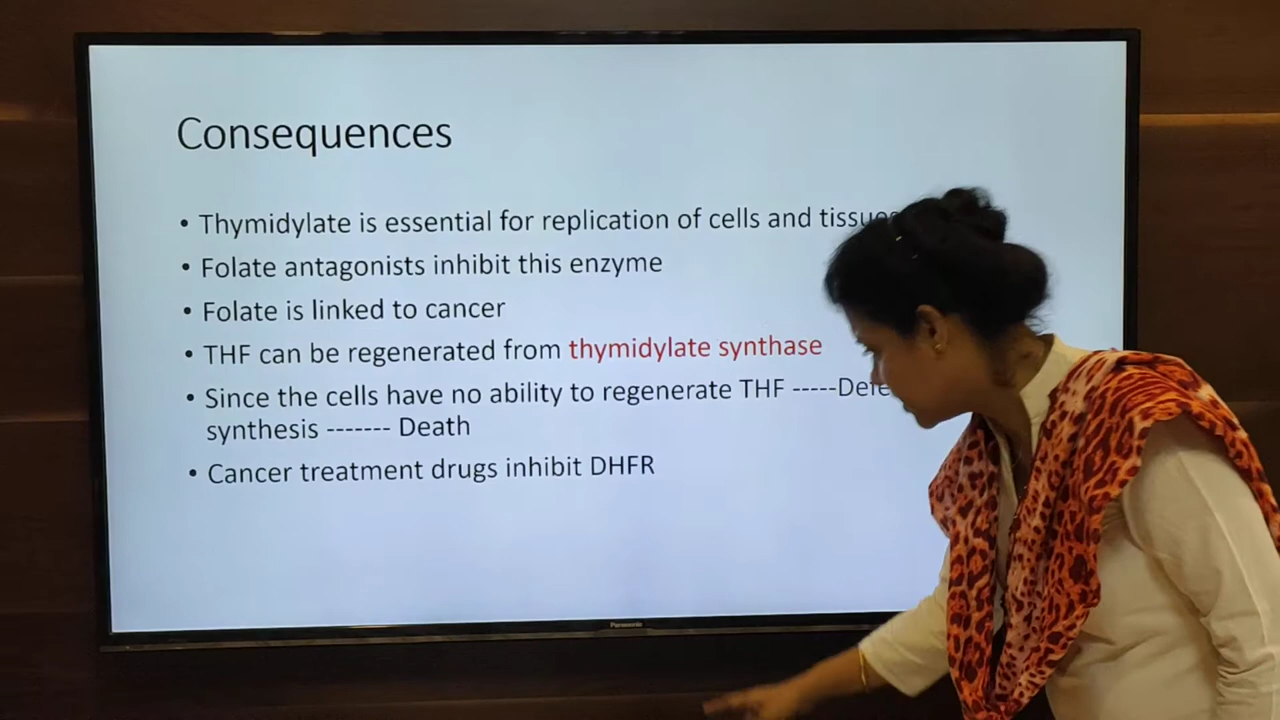 Consequences
• Thymidylate is essential for replication of cells and
• Folate antagonists inhibit this enzyme
• Folate is linked to cancer
• THF can be regenerated from thymidylate synthase
• Since the cells have no ability to regenerate THF -----
synthesis ------- Death
• Cancer treatment drugs inhibit DHFR
Panasonic